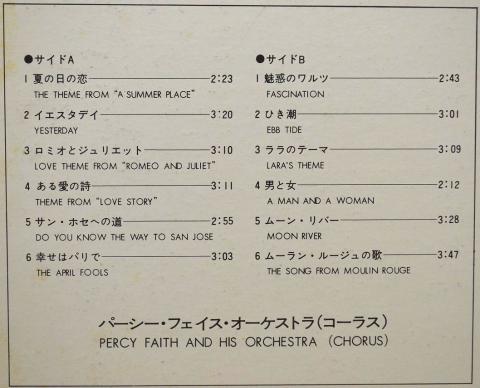 ●サイドA
1 夏の日の恋 2:23
THE THEME FROM "A SUMMER PLACE"
2 イエスタデイ 3:20
YESTERDAY
3 ロミオとジュリエット 3:10
LOVE THEME FROM "ROMEO AND JULIET"
4 ある愛の詩 3:11
THEME FROM "LOVE STORY"
5 サン・ホセへの道 2:55
DO YOU KNOW THE WAY TO SAN JOSE
6 幸せはパリで 3:03
THE APRIL FOOLS
●サイドB
1 魅惑のワルツ 2:43
FASCINATION
2 ひき潮 3:01
EBB TIDE
3 ララのテーマ 3:09
LARA'S THEME
4 男と女 2:12
A MAN AND A WOMAN
5 ムーン・リバー 3:28
MOON RIVER
6 ムーラン・ルージュの歌 3:47
THE SONG FROM MOULIN ROUGE
パーシー・フェイス・オーケストラ(コーラス)
PERCY FAITH AND HIS ORCHESTRA (CHORUS)